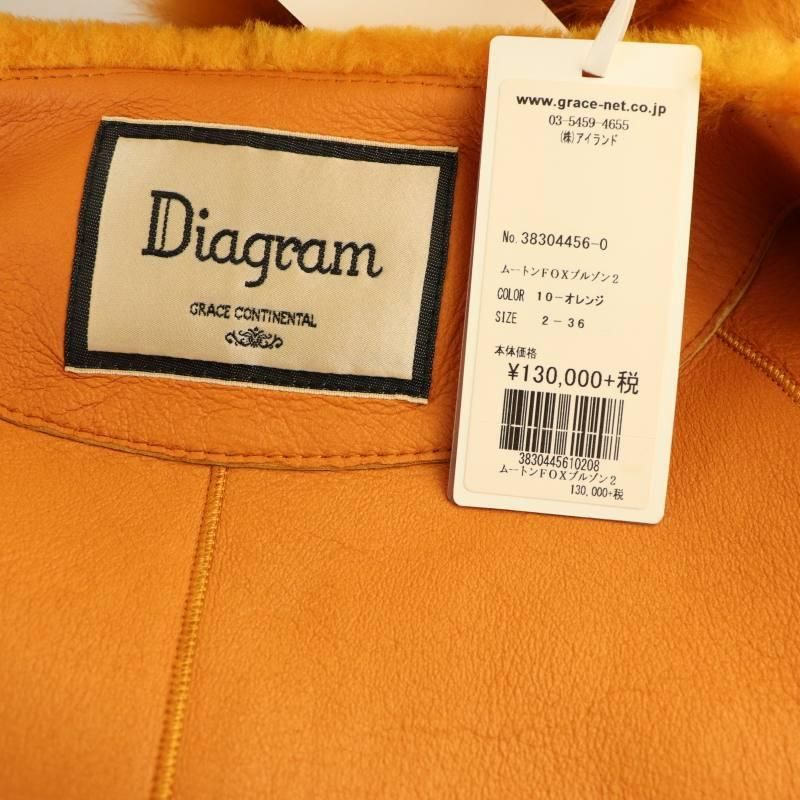 Diagram
GRACE CONTINENTAL
www.grace-net.co.jp
03-5459-4655
(株)アイランド
No. 38304456-0
ムートンFOXブルゾン2
COLOR 10-オレンジ
SIZE 2-36
本体価格
¥130,000+税
3830445610208
ムートンFOXブルゾン2
130,000+税